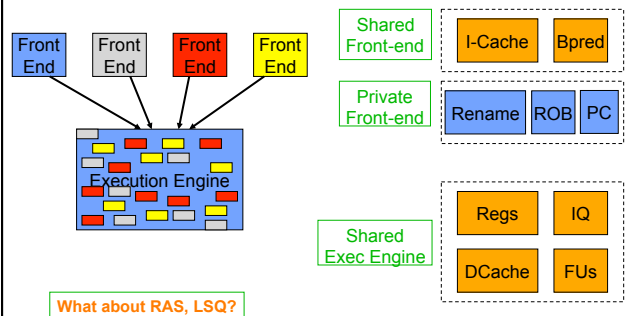 Front
End
Front
End
Front
End
Front
End
Execution Engine
What about RAS, LSQ?
Shared
Front-end
I-Cache
Bpred
Private
Front-end
Rename
ROB
PC
Shared
Exec Engine
Regs
IQ
DCache
FUs